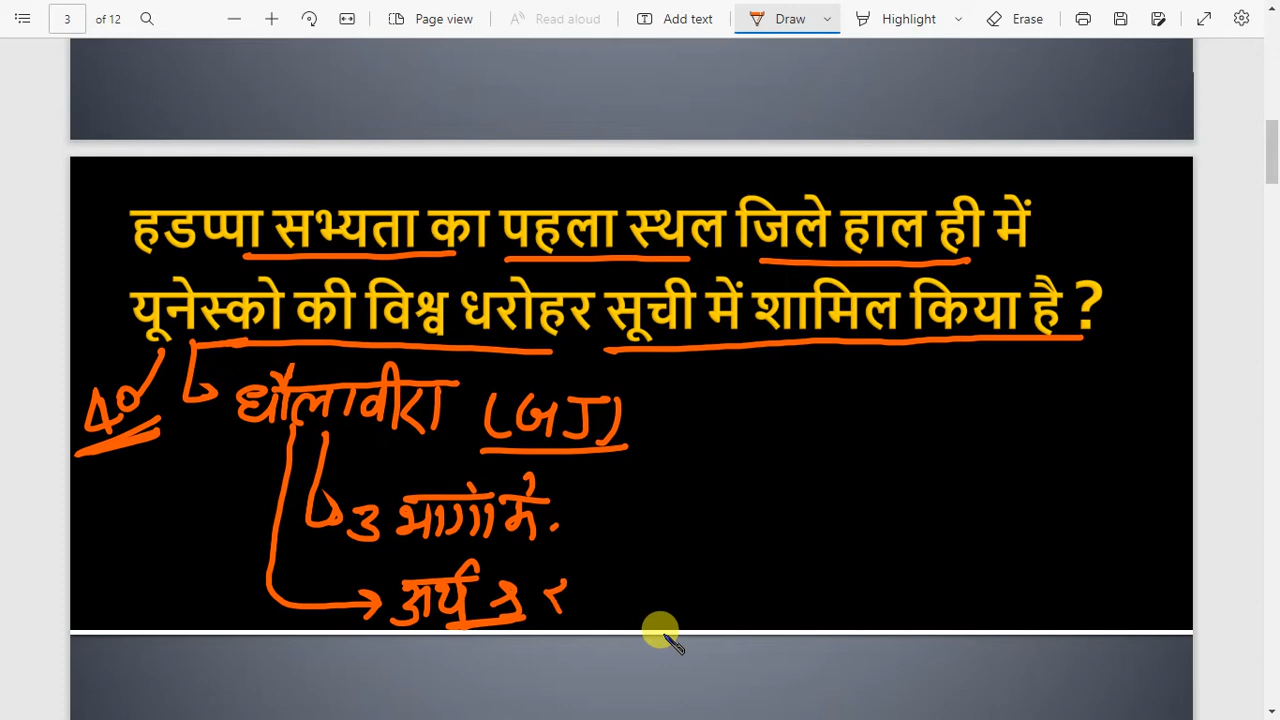 3 of 12 Page view Read aloud Add text Draw Highlight Erase
हडप्पा सभ्यता का पहला स्थल जिले हाल ही में
यूनेस्को की विश्व धरोहर सूची में शामिल किया है ?
40 धौलावीरा (GJ)
3 भागो में
अर्थ